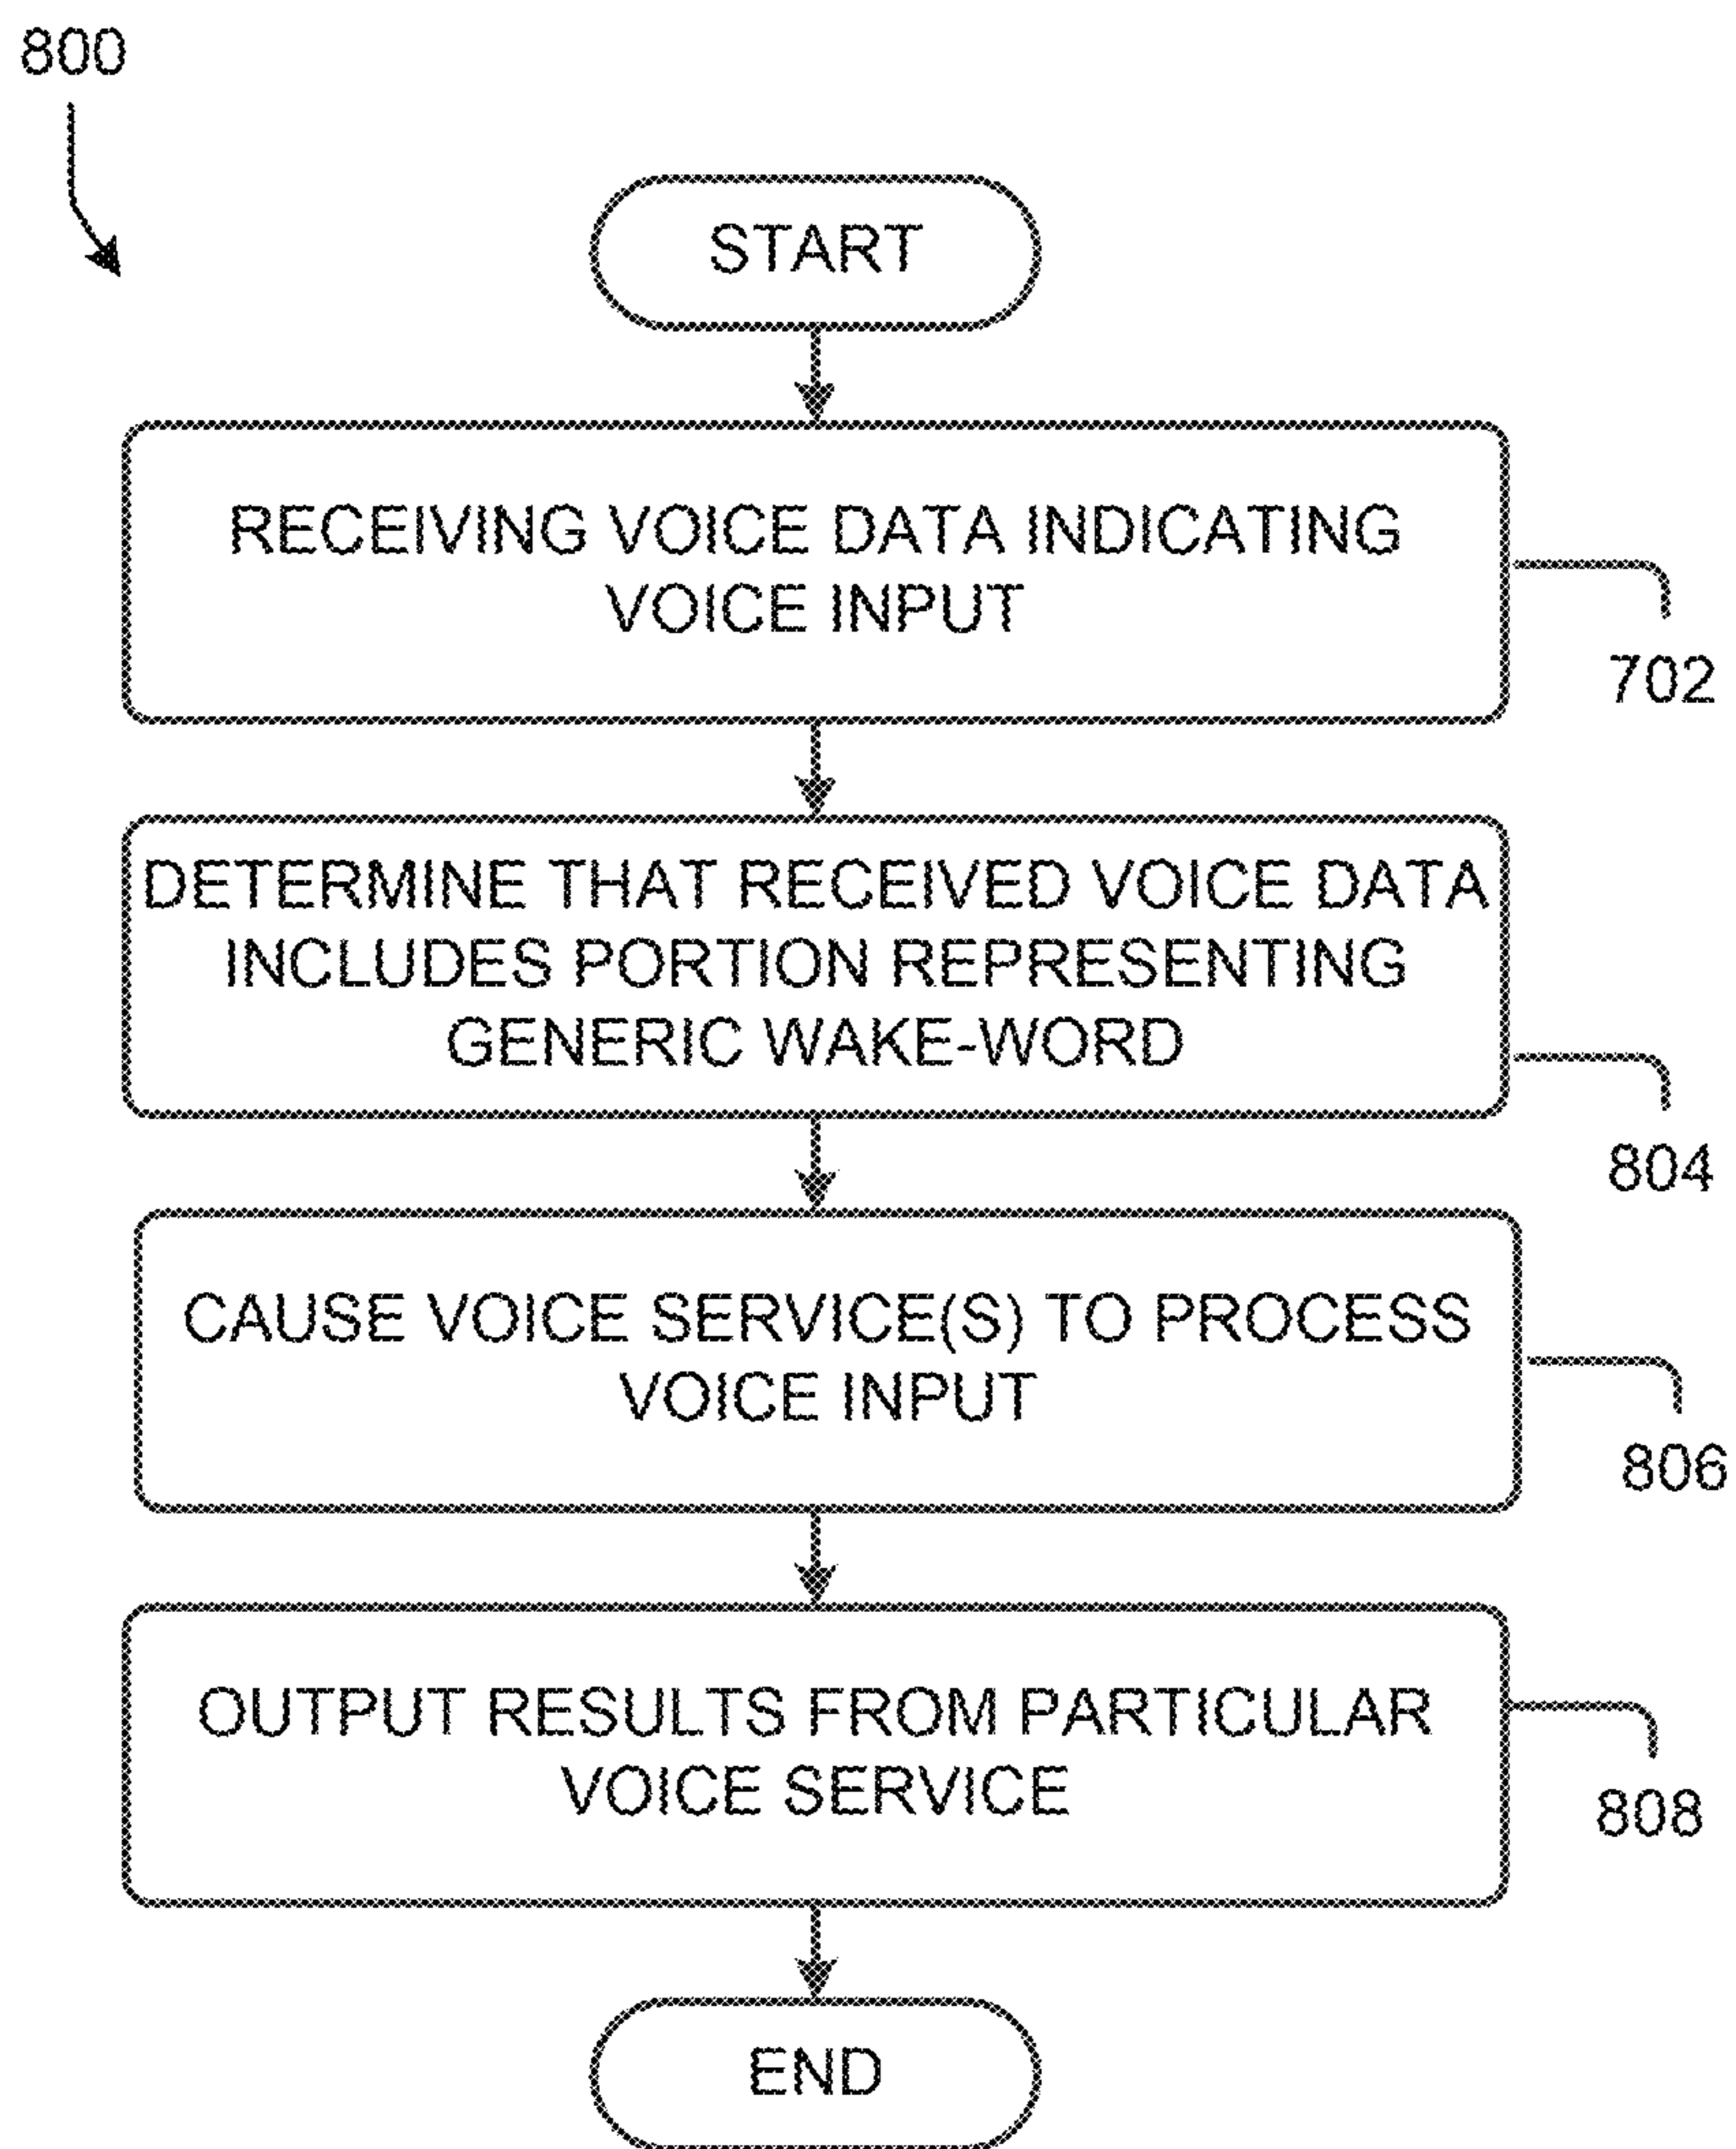 800
START
RECEIVING VOICE DATA INDICATING
VOICE INPUT
702
DETERMINE THAT RECEIVED VOICE DATA
INCLUDES PORTION REPRESENTING
GENERIC WAKE-WORD
804
CAUSE VOICE SERVICE(S) TO PROCESS
VOICE INPUT
806
OUTPUT RESULTS FROM PARTICULAR
VOICE SERVICE
808
END